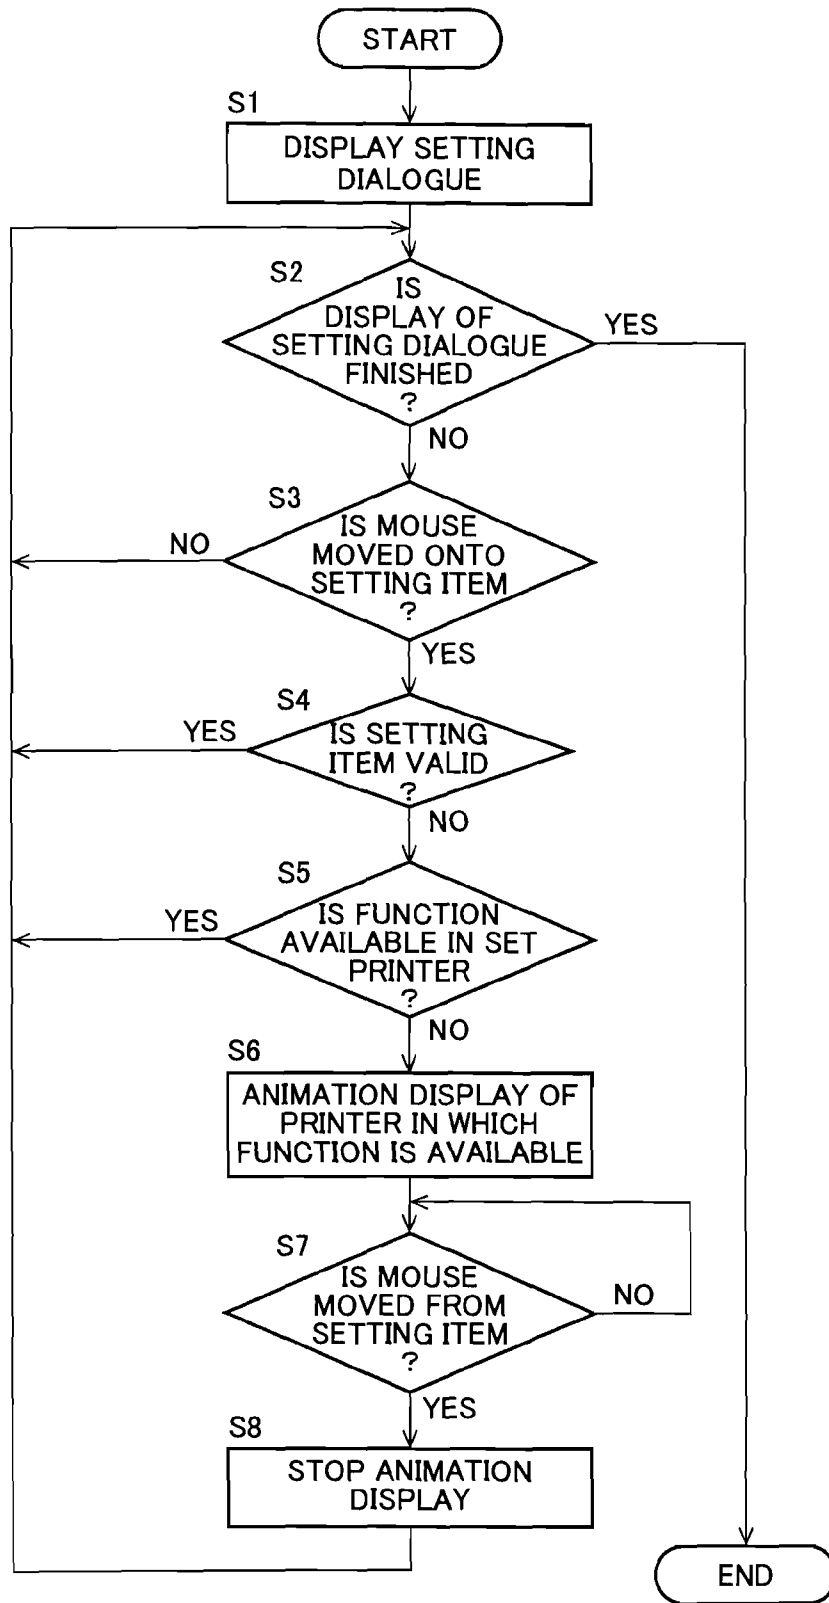 START
S1
DISPLAY SETTING
DIALOGUE
S2
IS
DISPLAY OF
SETTING DIALOGUE
FINISHED
?
YES
NO
S3
IS MOUSE
MOVED ONTO
SETTING ITEM
?
NO
YES
S4
IS SETTING
ITEM VALID
?
YES
NO
S5
IS FUNCTION
AVAILABLE IN SET
PRINTER
?
YES
NO
S6
ANIMATION DISPLAY OF
PRINTER IN WHICH
FUNCTION IS AVAILABLE
S7
IS MOUSE
MOVED FROM
SETTING ITEM
?
NO
YES
S8
STOP ANIMATION
DISPLAY
END